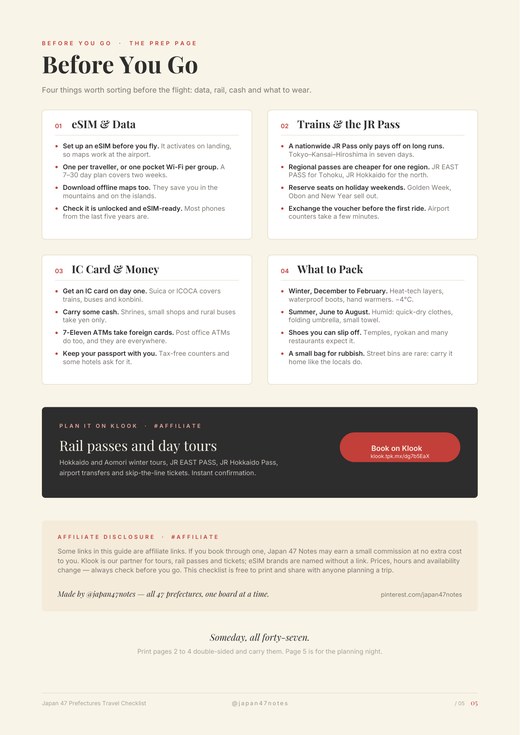 BEFORE YOU GO · THE PREP PAGE
Before You Go
Four things worth sorting before the flight: data, rail, cash and what to wear.
01 eSIM & Data
• Set up an eSIM before you fly. It activates on landing,
so maps work at the airport.
• One per traveller, or one pocket Wi-Fi per group. A
7–30 day plan covers two weeks.
• Download offline maps too. They save you in the
mountains and on the islands.
• Check it is unlocked and eSIM-ready. Most phones
from the last five years are.
02 Trains & the JR Pass
• A nationwide JR Pass only pays off on long runs.
Tokyo–Kansai–Hiroshima in seven days.
• Regional passes are cheaper for one region. JR EAST
PASS for Tohoku, JR Hokkaido for the north.
• Reserve seats on holiday weekends. Golden Week,
Obon and New Year sell out.
• Exchange the voucher before the first ride. Airport
counters take a few minutes.
03 IC Card & Money
• Get an IC card on day one. Suica or ICOCA covers
trains, buses and konbini.
• Carry some cash. Shrines, small shops and rural buses
take yen only.
• 7-Eleven ATMs take foreign cards. Post office ATMs
do too, and they are everywhere.
• Keep your passport with you. Tax-free counters and
some hotels ask for it.
04 What to Pack
• Winter, December to February. Heat-tech layers,
waterproof boots, hand warmers. −4°C.
• Summer, June to August. Humid: quick-dry clothes,
folding umbrella, small towel.
• Shoes you can slip off. Temples, ryokan and many
restaurants expect it.
• A small bag for rubbish. Street bins are rare: carry it
home like the locals do.
PLAN IT ON KLOOK · #AFFILIATE
Rail passes and day tours
Hokkaido and Aomori winter tours, JR EAST PASS, JR Hokkaido Pass,
airport transfers and skip-the-line tickets. Instant confirmation.
Book on Klook
klook.tpk.mx/dg7b5EaX
AFFILIATE DISCLOSURE · #AFFILIATE
Some links in this guide are affiliate links. If you book through one, Japan 47 Notes may earn a small commission at no extra cost
to you. Klook is our partner for tours, rail passes and tickets; eSIM brands are named without a link. Prices, hours and availability
change — always check before you go. This checklist is free to print and share with anyone planning a trip.
Made by @japan47notes — all 47 prefectures, one board at a time.
pinterest.com/japan47notes
Someday, all forty-seven.
Print pages 2 to 4 double-sided and carry them. Page 5 is for the planning night.
Japan 47 Prefectures Travel Checklist
@japan47notes
/ 05 05